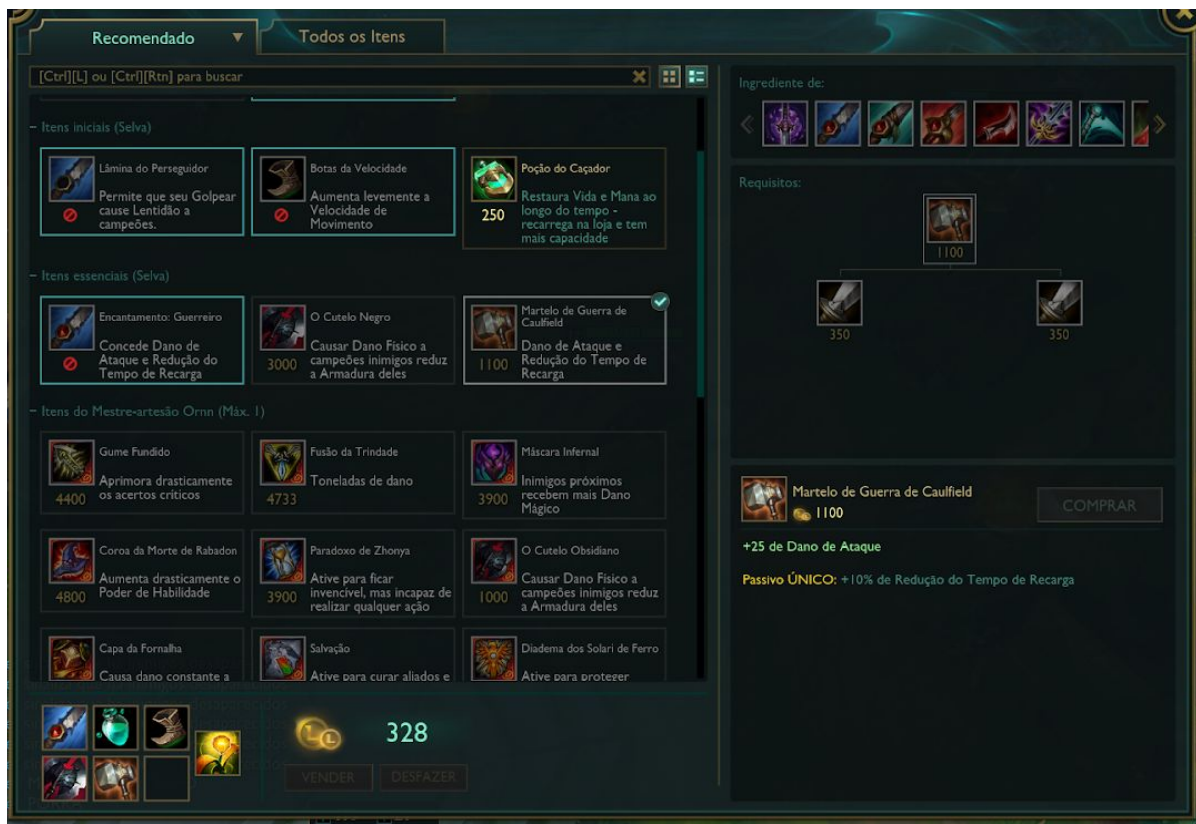 Recomendado
Todos os Itens
[Ctrl][L] ou [Ctrl][Rtn] para buscar
– Itens iniciais (Selva)
Lâmina do Perseguidor
Permite que seu Golpear
cause Lentidão a
campeões.
Botas da Velocidade
Aumenta levemente a
Velocidade de
Movimento
Poção do Caçador
Restaura Vida e Mana ao
longo do tempo -
recarrega na loja e tem
mais capacidade
250
– Itens essenciais (Selva)
Encantamento: Guerreiro
Concede Dano de
Ataque e Redução do
Tempo de Recarga
O Cutelo Negro
Causar Dano Físico a
campeões inimigos reduz
a Armadura deles
3000
Martelo de Guerra de
Caulfield
Dano de Ataque e
Redução do Tempo de
Recarga
1100
– Itens do Mestre-artesão Ornn (Máx. 1)
Gume Fundido
Aprimora drasticamente
os acertos críticos
4400
Fusão da Trindade
Toneladas de dano
4733
Máscara Infernal
Inimigos próximos
recebem mais Dano
Mágico
3900
Coroa da Morte de Rabadon
Aumenta drasticamente o
Poder de Habilidade
4800
Paradoxo de Zhonya
Ative para ficar
invencível, mas incapaz de
realizar qualquer ação
3900
O Cutelo Obsidiano
Causar Dano Físico a
campeões inimigos reduz
a Armadura deles
1000
Capa da Fornalha
Causa dano constante a
Salvação
Ative para curar aliados e
Diadema dos Solari de Ferro
Ative para proteger
328
VENDER
DESFAZER
Ingrediente de:
Requisitos:
1100
350
350
Martelo de Guerra de Caulfield
1100
COMPRAR
+25 de Dano de Ataque
Passivo ÚNICO: +10% de Redução do Tempo de Recarga